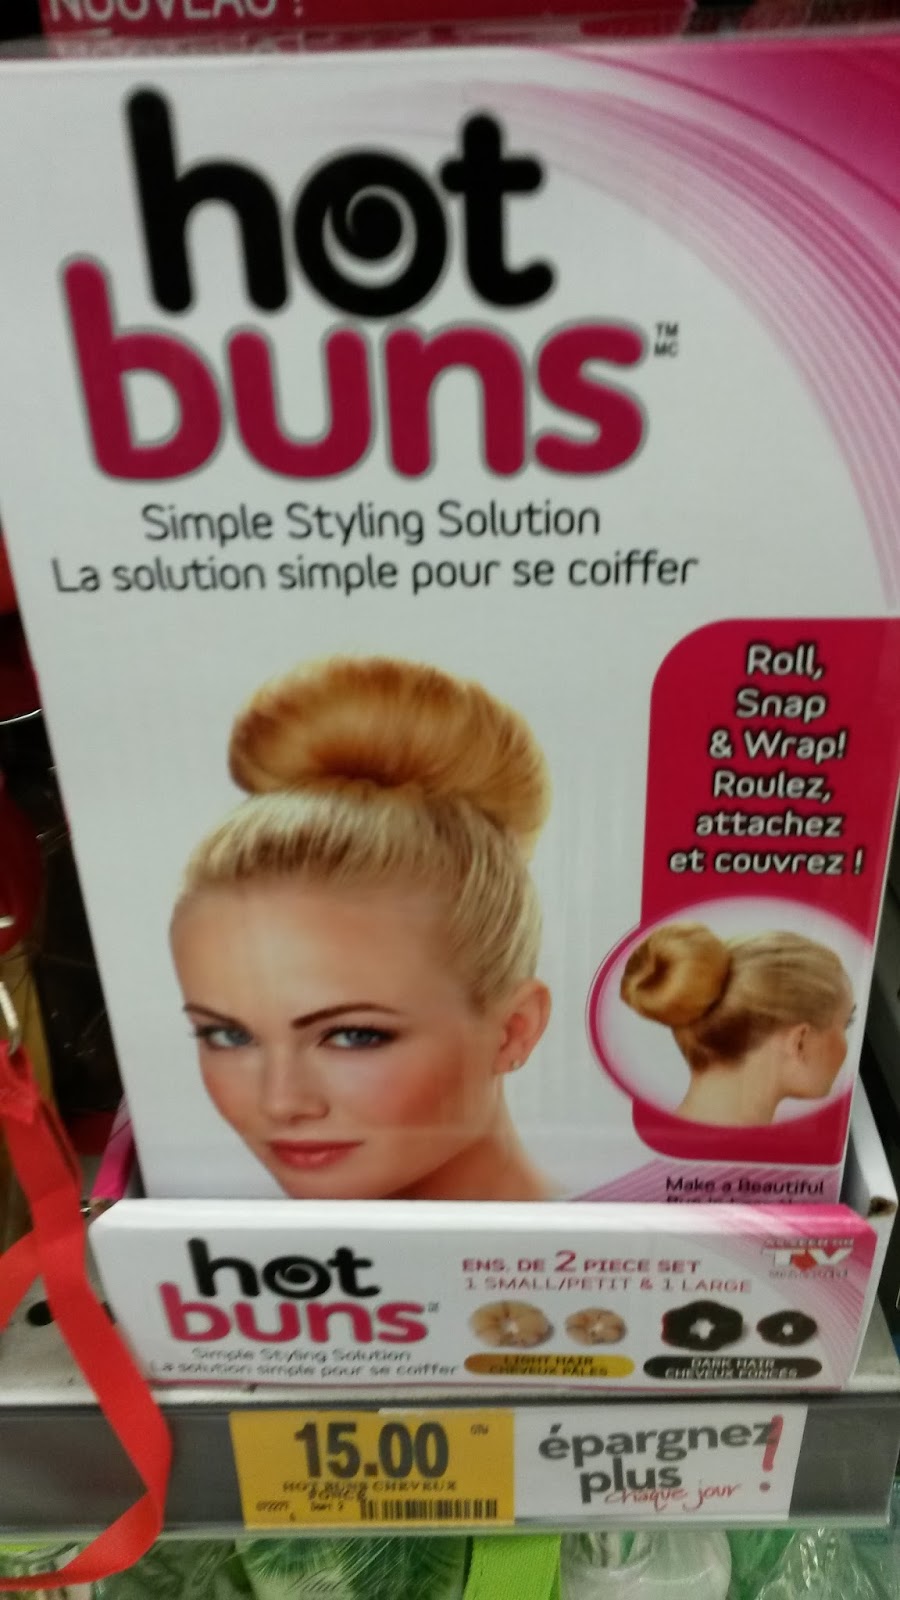 NOUVEAU !
hot
buns
TM
MC
Simple Styling Solution
La solution simple pour se coiffer
Roll,
Snap
& Wrap!
Roulez,
attachez
et couvrez !
Make a Beautiful
hot
buns
Simple Styling Solution
La solution simple pour se coiffer
ENS. DE 2 PIECE SET
1 SMALL/PETIT & 1 LARGE
LIGHT HAIR
CHEVEUX PÂLES
DARK HAIR
CHEVEUX FONCÉS
AS SEEN ON
TV
15.00
HOT BUNS CHEVEUX
épargnez
plus
chaque jour !